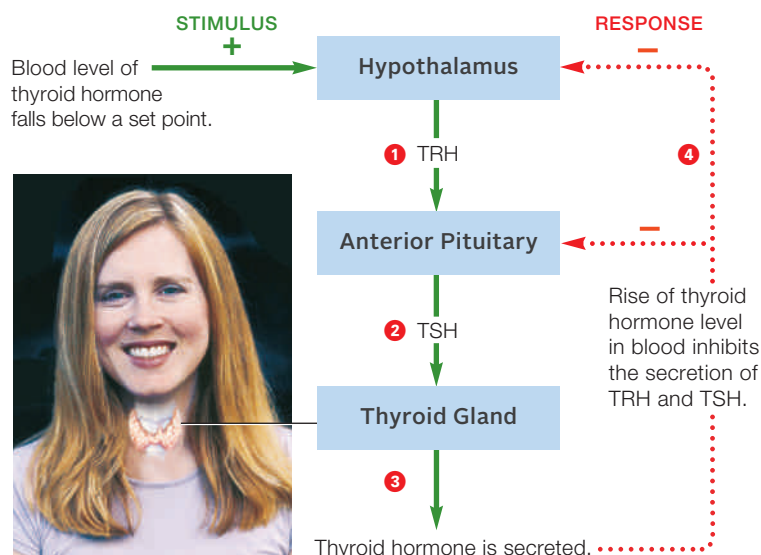 STIMULUS
+
RESPONSE
−
Blood level of
thyroid hormone
falls below a set point.
Hypothalamus
1 TRH
4
Anterior Pituitary
−
2 TSH
Rise of thyroid
hormone level
in blood inhibits
the secretion of
TRH and TSH.
Thyroid Gland
3
Thyroid hormone is secreted.